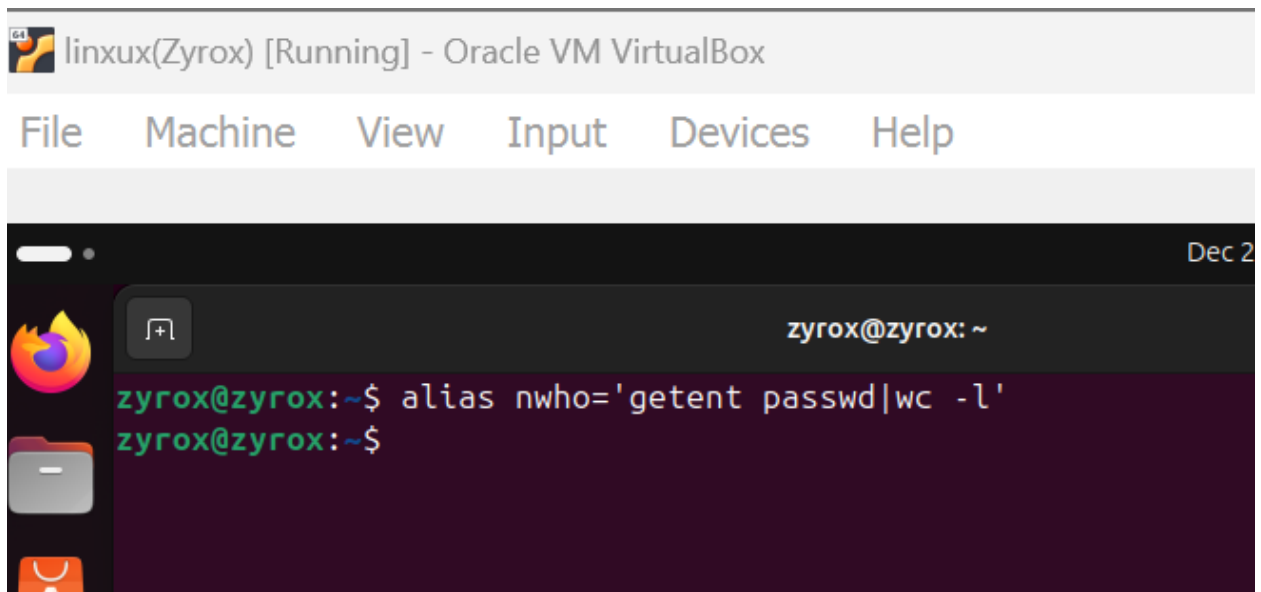 64
linxux(Zyrox) [Running] - Oracle VM VirtualBox
File Machine View Input Devices Help
Dec 2
zyrox@zyrox: ~
zyrox@zyrox:~$ alias nwho='getent passwd|wc -l'
zyrox@zyrox:~$